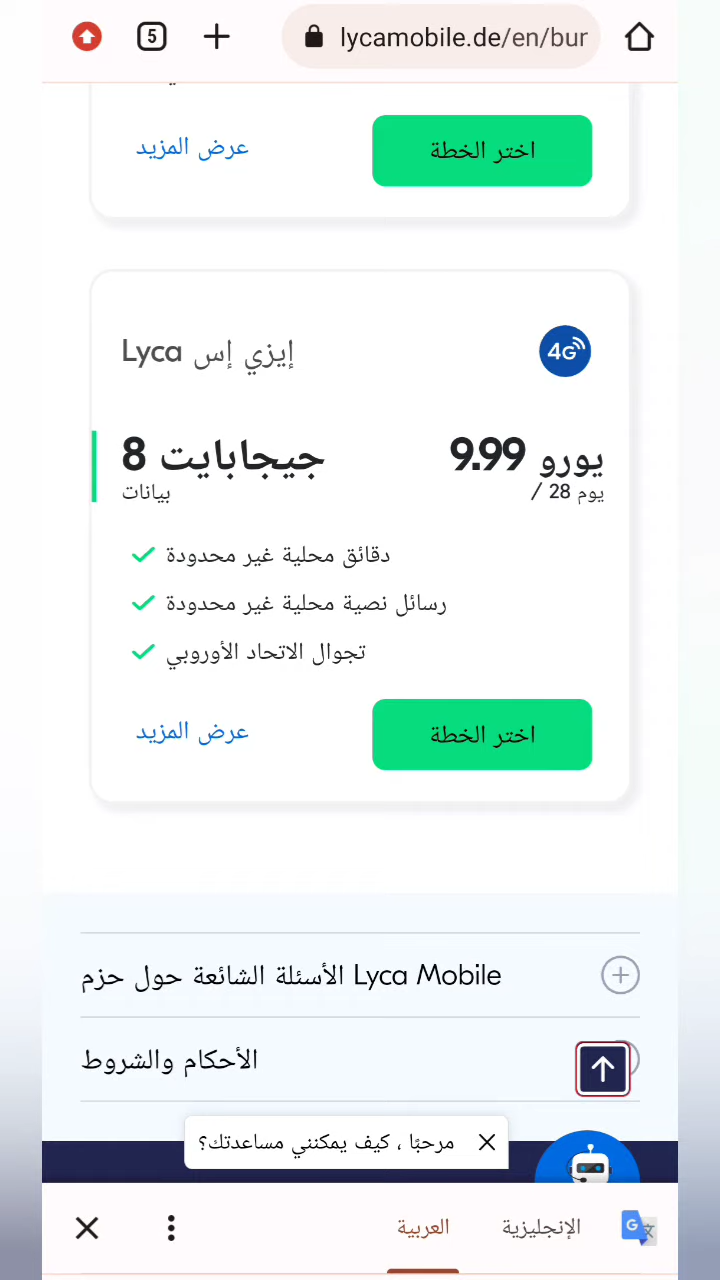 5
lycamobile.de/en/bur
عرض المزيد
اختر الخطة
إيزي إس Lyca
4G
8 جيجابايت
بيانات
9.99 يورو
/ 28 يوم
دقائق محلية غير محدودة
رسائل نصية محلية غير محدودة
تجوال الاتحاد الأوروبي
عرض المزيد
اختر الخطة
الأسئلة الشائعة حول حزم Lyca Mobile
الأحكام والشروط
مرحبًا ، كيف يمكنني مساعدتك؟
العربية
الإنجليزية
G